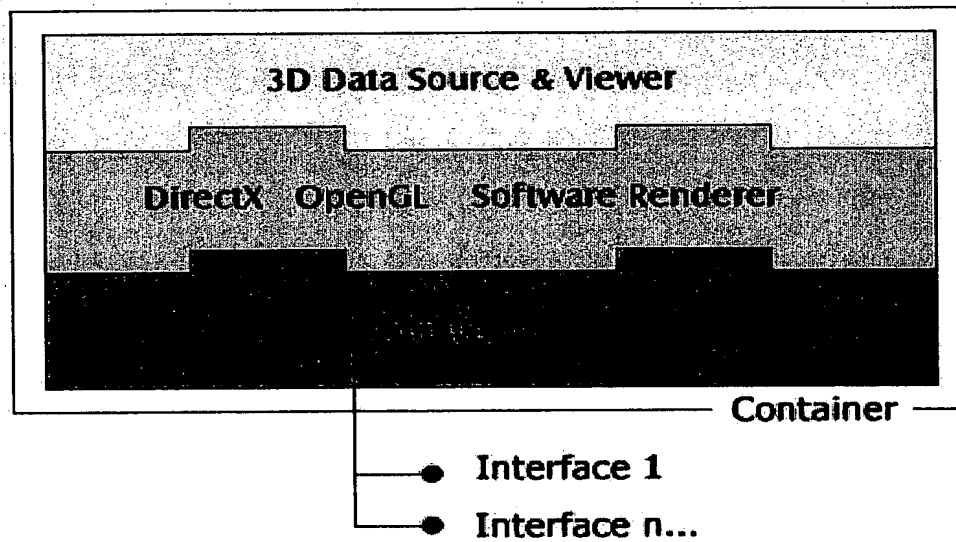 3D Data Source & Viewer
DirectX OpenGL Software Renderer
Container
Interface 1
Interface n...